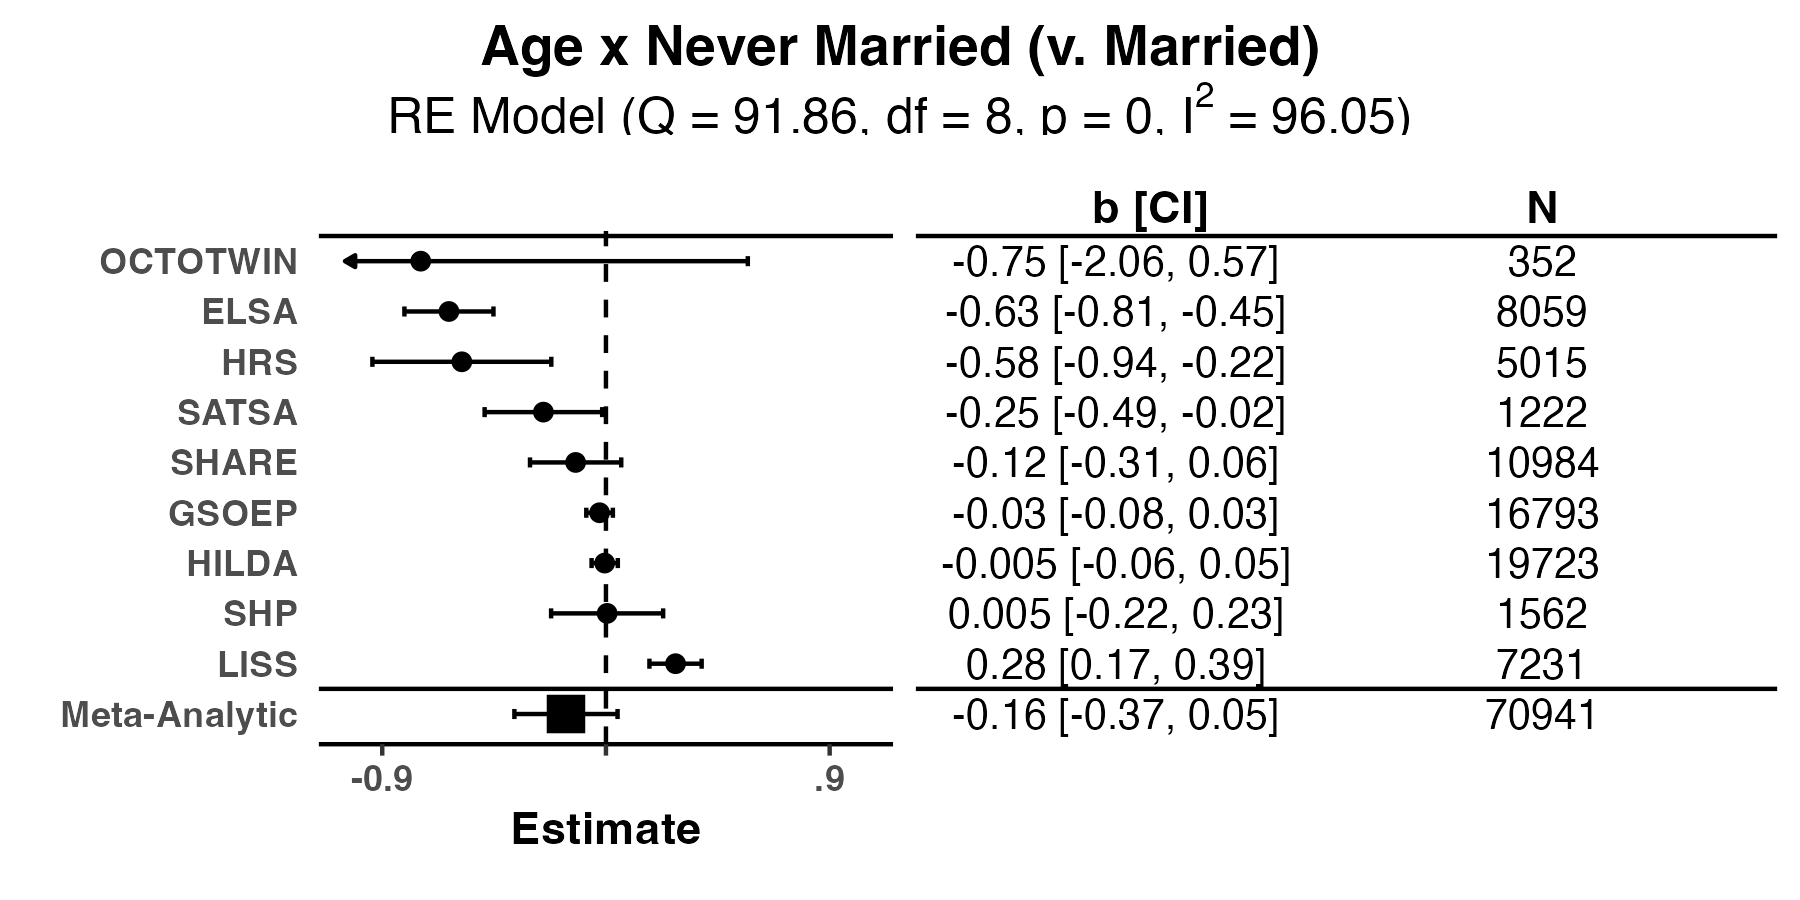 Age x Never Married (v. Married)
RE Model (Q = 91.86, df = 8, p = 0, I² = 96.05)
b [CI] N
OCTOTWIN -0.75 [-2.06, 0.57] 352
ELSA -0.63 [-0.81, -0.45] 8059
HRS -0.58 [-0.94, -0.22] 5015
SATSA -0.25 [-0.49, -0.02] 1222
SHARE -0.12 [-0.31, 0.06] 10984
GSOEP -0.03 [-0.08, 0.03] 16793
HILDA -0.005 [-0.06, 0.05] 19723
SHP 0.005 [-0.22, 0.23] 1562
LISS 0.28 [0.17, 0.39] 7231
Meta-Analytic -0.16 [-0.37, 0.05] 70941
-0.9 .9
Estimate